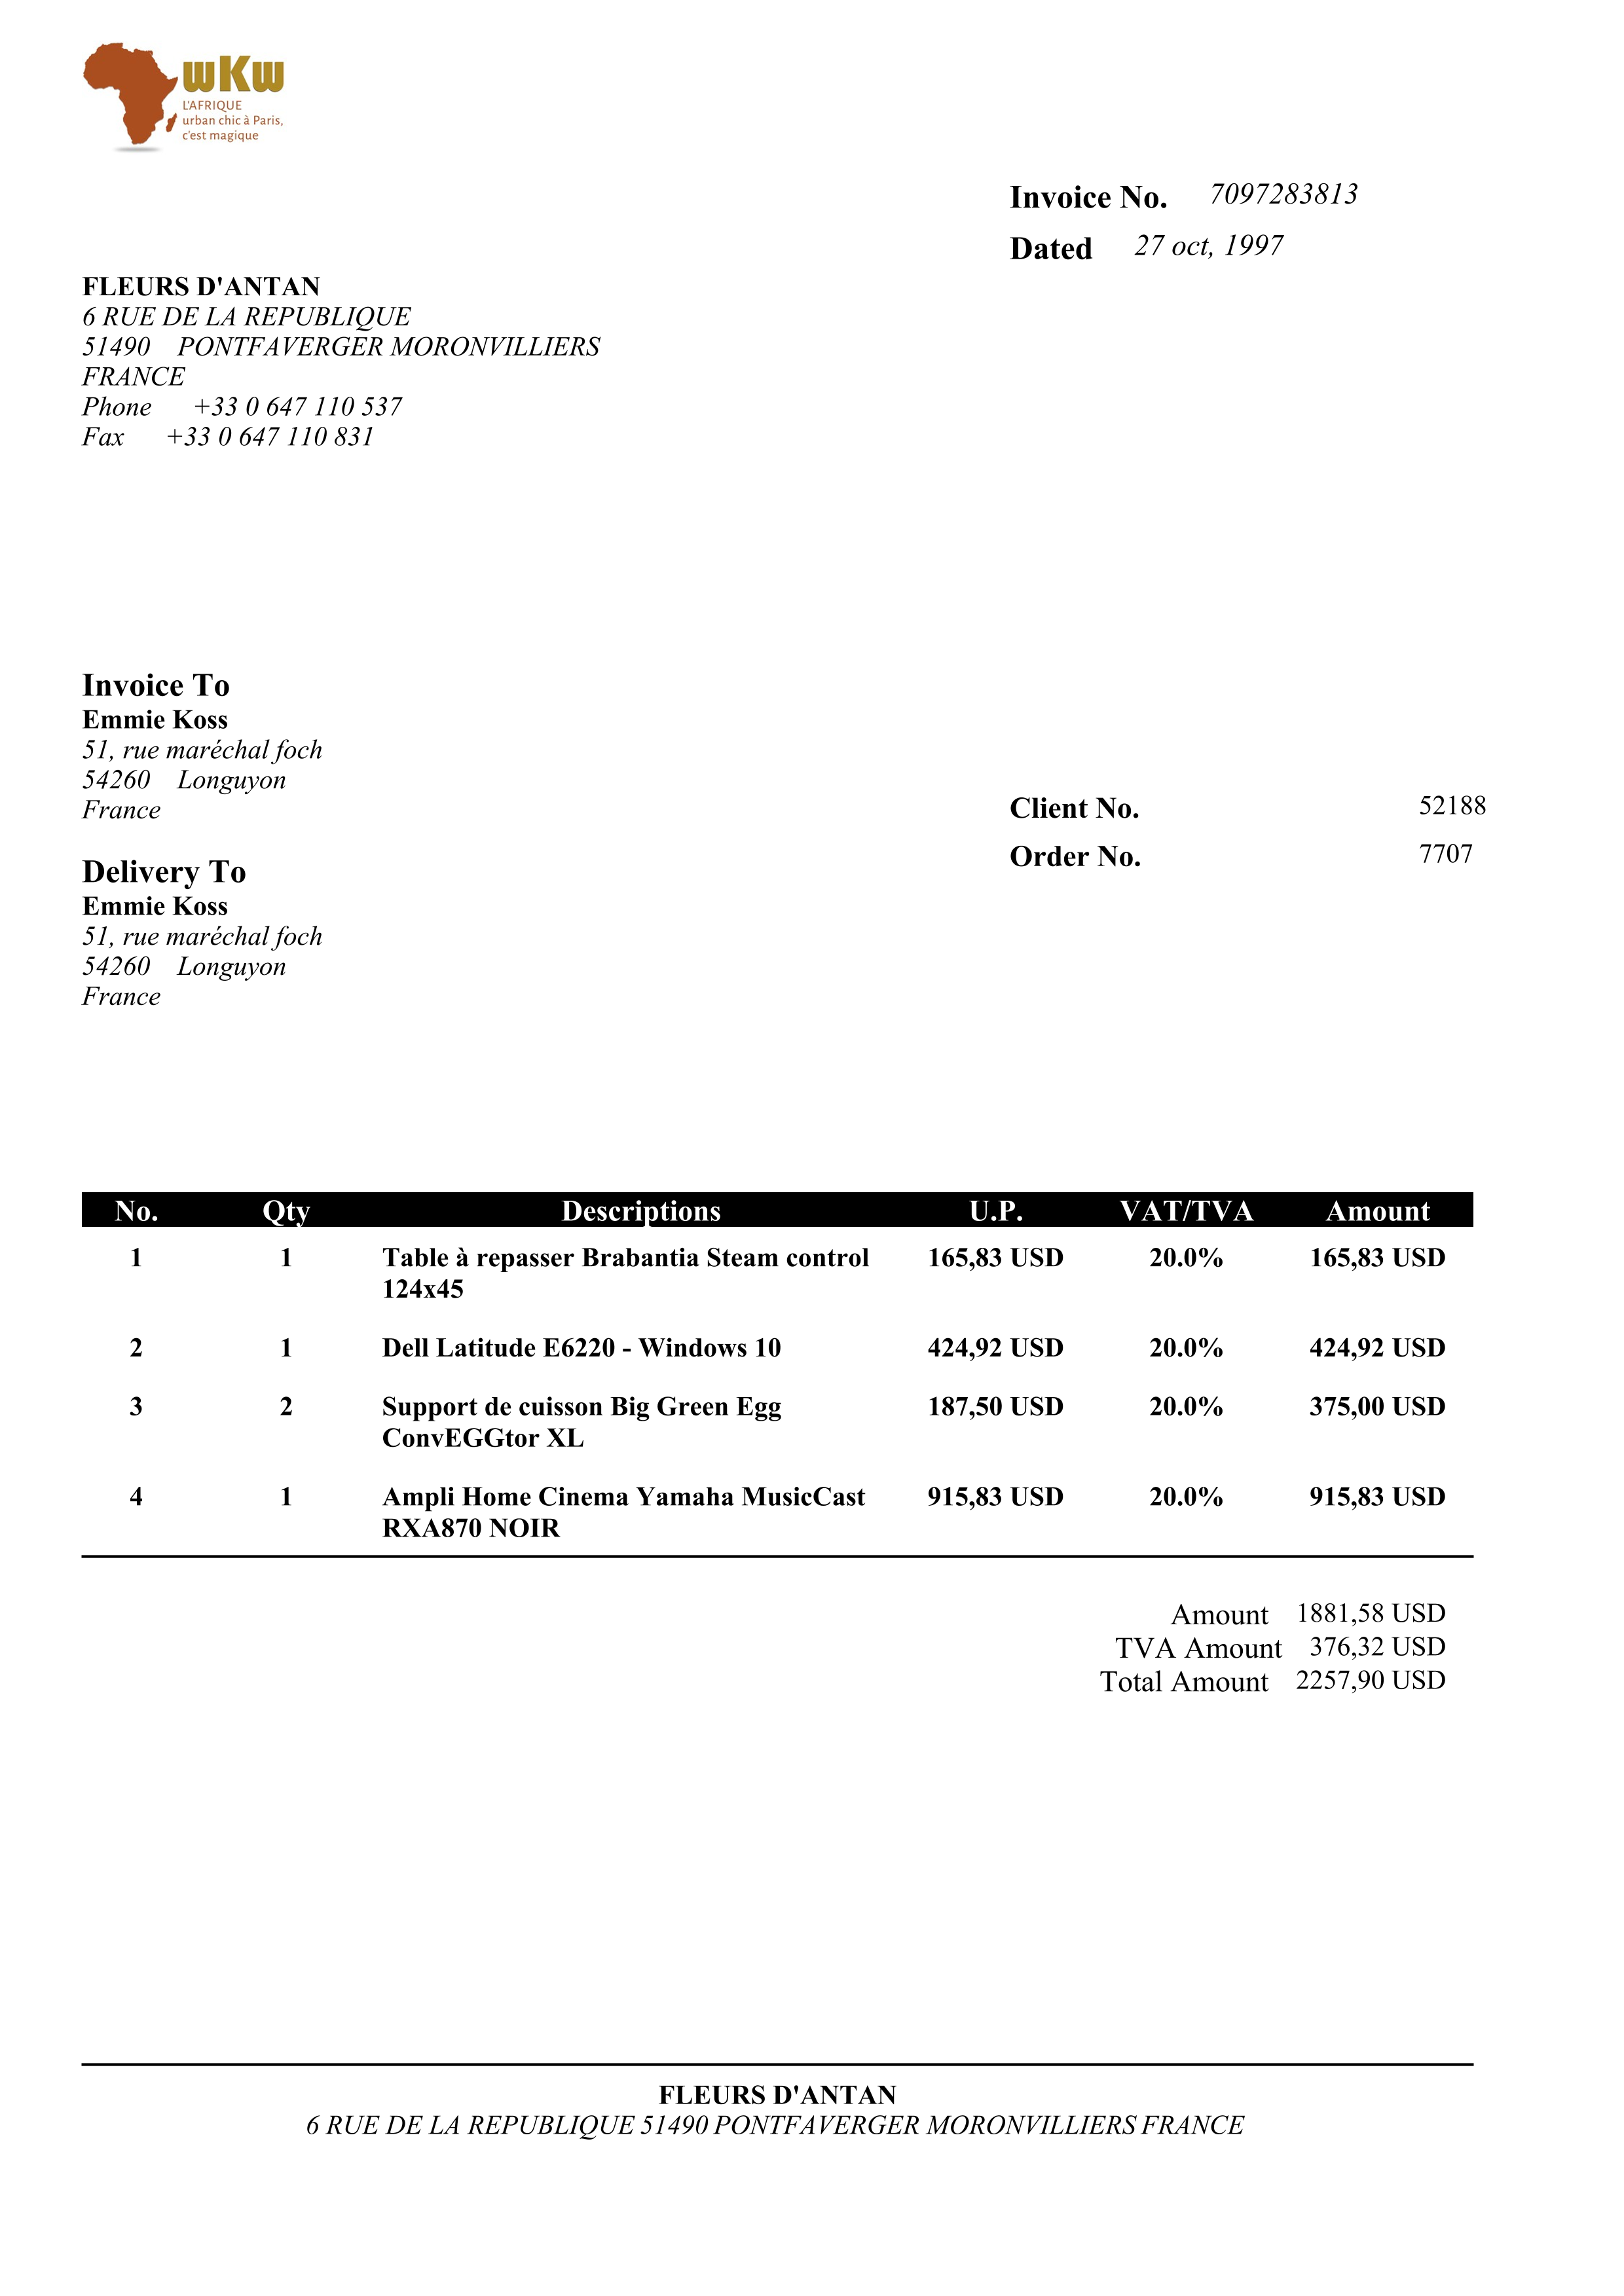 wKw
L'AFRIQUE
urban chic à Paris,
c'est magique
Invoice No. 7097283813
Dated 27 oct, 1997
FLEURS D'ANTAN
6 RUE DE LA REPUBLIQUE
51490 PONTFAVERGER MORONVILLIERS
FRANCE
Phone +33 0 647 110 537
Fax +33 0 647 110 831
Invoice To
Emmie Koss
51, rue maréchal foch
54260 Longuyon
France
Client No. 52188
Order No. 7707
Delivery To
Emmie Koss
51, rue maréchal foch
54260 Longuyon
France
No. Qty Descriptions U.P. VAT/TVA Amount
1 1 Table à repasser Brabantia Steam control 165,83 USD 20.0% 165,83 USD
124x45
2 1 Dell Latitude E6220 - Windows 10 424,92 USD 20.0% 424,92 USD
3 2 Support de cuisson Big Green Egg 187,50 USD 20.0% 375,00 USD
ConvEGGtor XL
4 1 Ampli Home Cinema Yamaha MusicCast 915,83 USD 20.0% 915,83 USD
RXA870 NOIR
Amount 1881,58 USD
TVA Amount 376,32 USD
Total Amount 2257,90 USD
FLEURS D'ANTAN
6 RUE DE LA REPUBLIQUE 51490 PONTFAVERGER MORONVILLIERS FRANCE